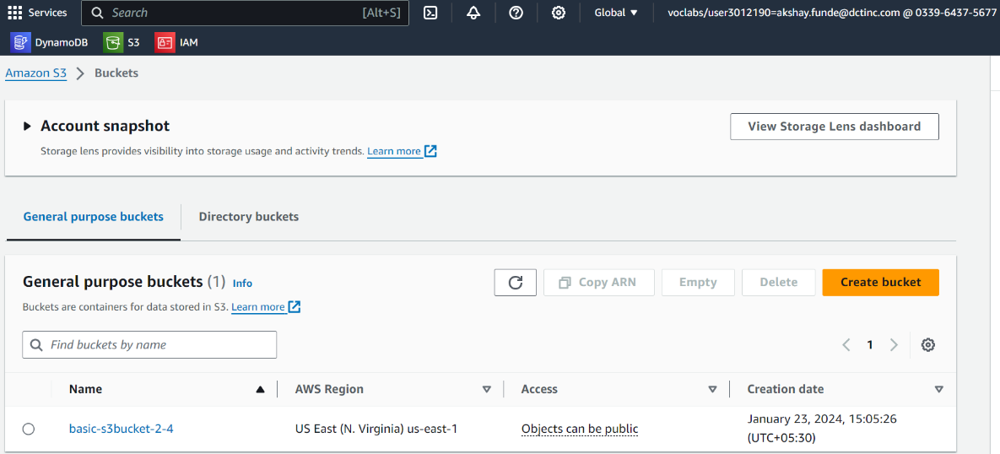 Services
Search [Alt+S]
Global
voclabs/user3012190=akshay.funde@dctinc.com @ 0339-6437-5677
DynamoDB S3 IAM
Amazon S3 Buckets
Account snapshot
View Storage Lens dashboard
Storage lens provides visibility into storage usage and activity trends. Learn more
General purpose buckets Directory buckets
General purpose buckets (1) Info
Copy ARN Empty Delete Create bucket
Buckets are containers for data stored in S3. Learn more
Find buckets by name
1
Name AWS Region Access Creation date
basic-s3bucket-2-4 US East (N. Virginia) us-east-1 Objects can be public January 23, 2024, 15:05:26
(UTC+05:30)